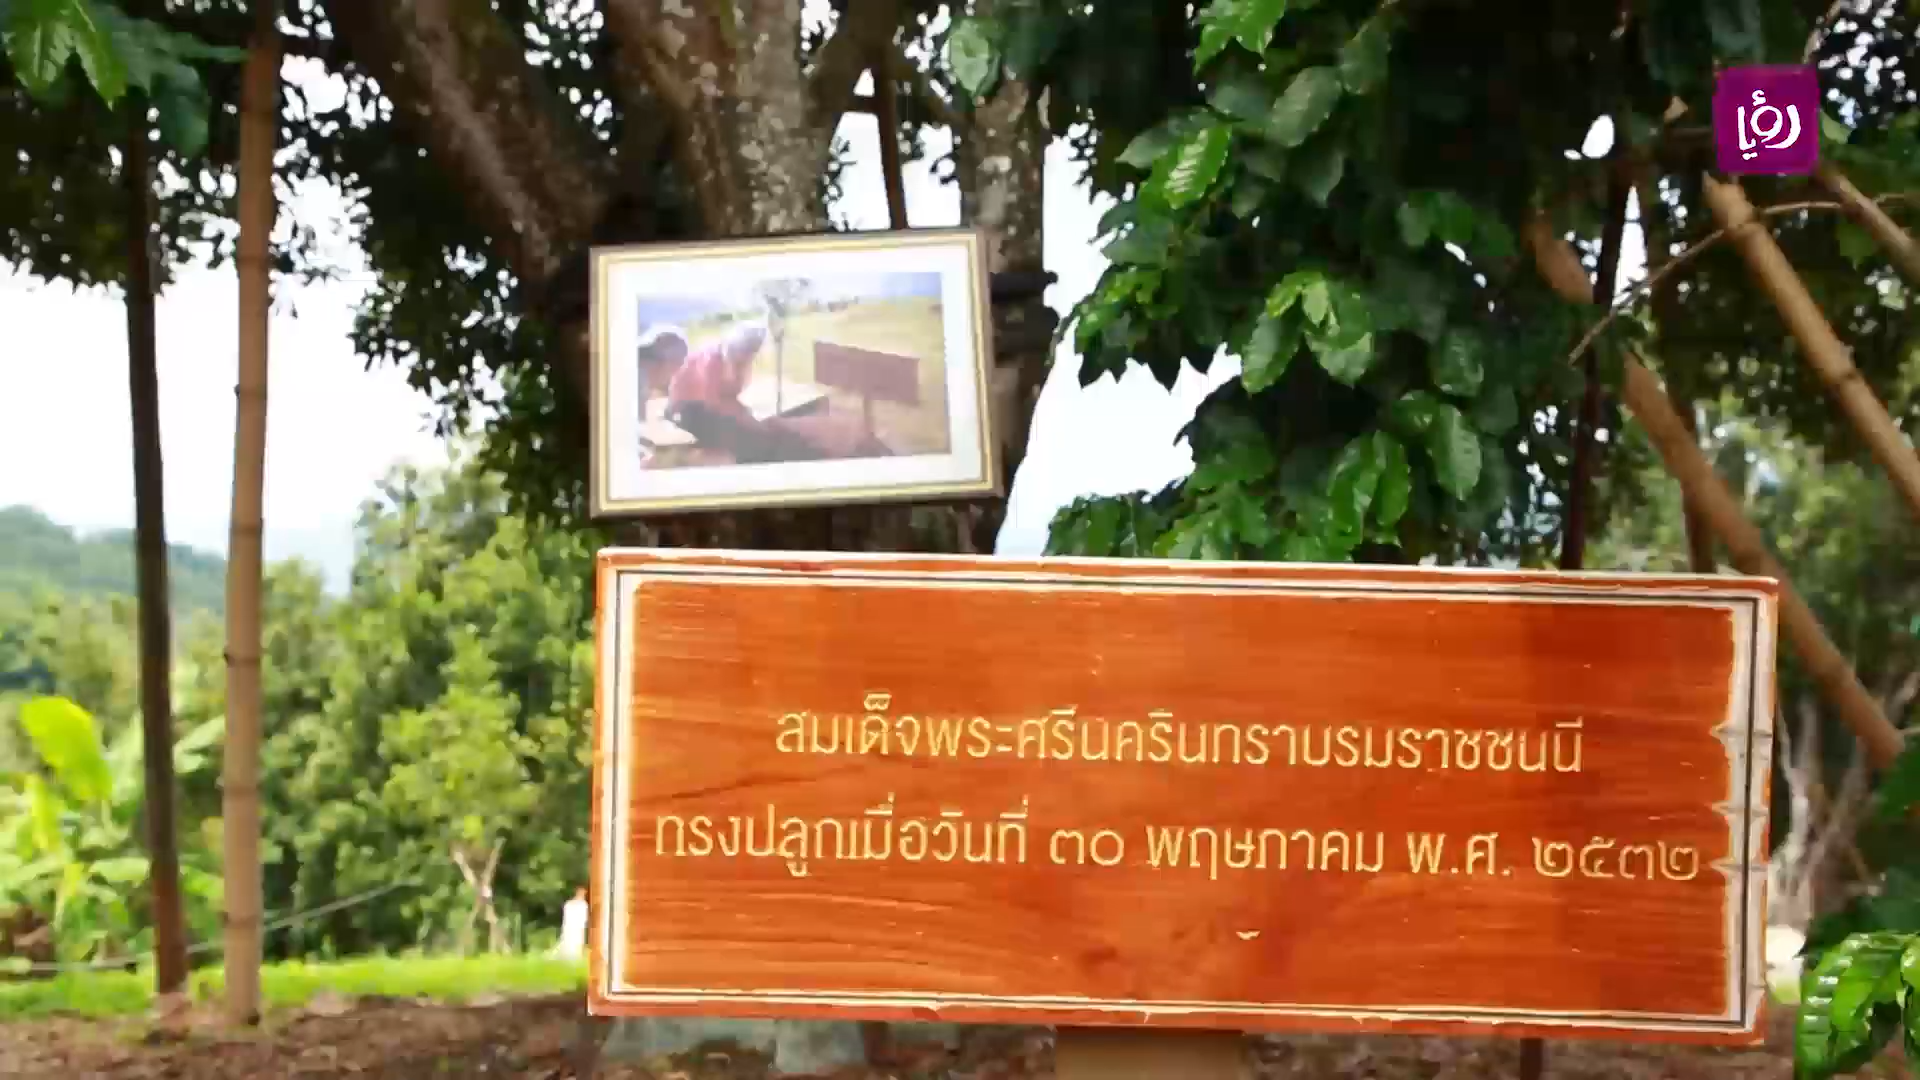 رؤيا
สมเด็จพระศรีนครินทราบรมราชชนนี
ทรงปลูกเมื่อวันที่ ๓๐ พฤษภาคม พ.ศ. ๒๕๓๒